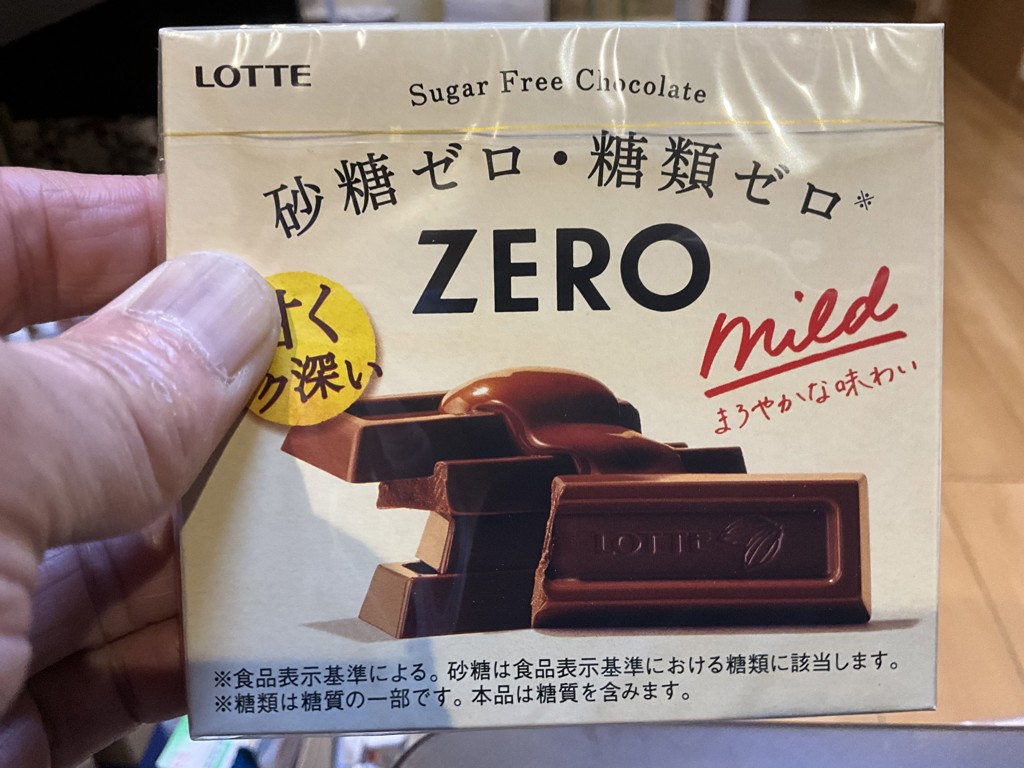 LOTTE
Sugar Free Chocolate
砂糖ゼロ・糖類ゼロ※
ZERO
mild
まろやかな味わい
甘く
深い
LOTTE
※食品表示基準による。砂糖は食品表示基準における糖類に該当します。
※糖類は糖質の一部です。本品は糖質を含みます。